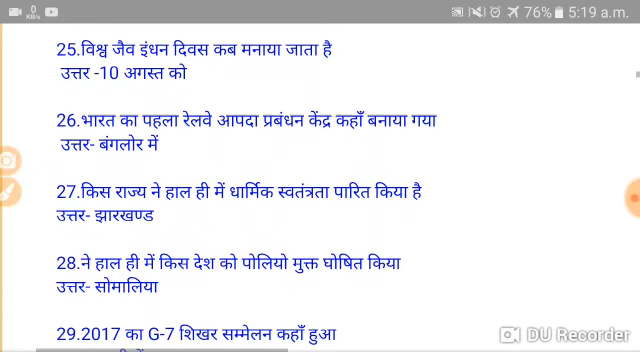 0
KB/s
76%
5:19 a.m.
25.विश्व जैव इंधन दिवस कब मनाया जाता है
उत्तर -10 अगस्त को
26.भारत का पहला रेलवे आपदा प्रबंधन केंद्र कहाँ बनाया गया
उत्तर- बंगलोर में
27.किस राज्य ने हाल ही में धार्मिक स्वतंत्रता पारित किया है
उत्तर- झारखण्ड
28.ने हाल ही में किस देश को पोलियो मुक्त घोषित किया
उत्तर- सोमालिया
29.2017 का G-7 शिखर सम्मेलन कहाँ हुआ
DU Recorder